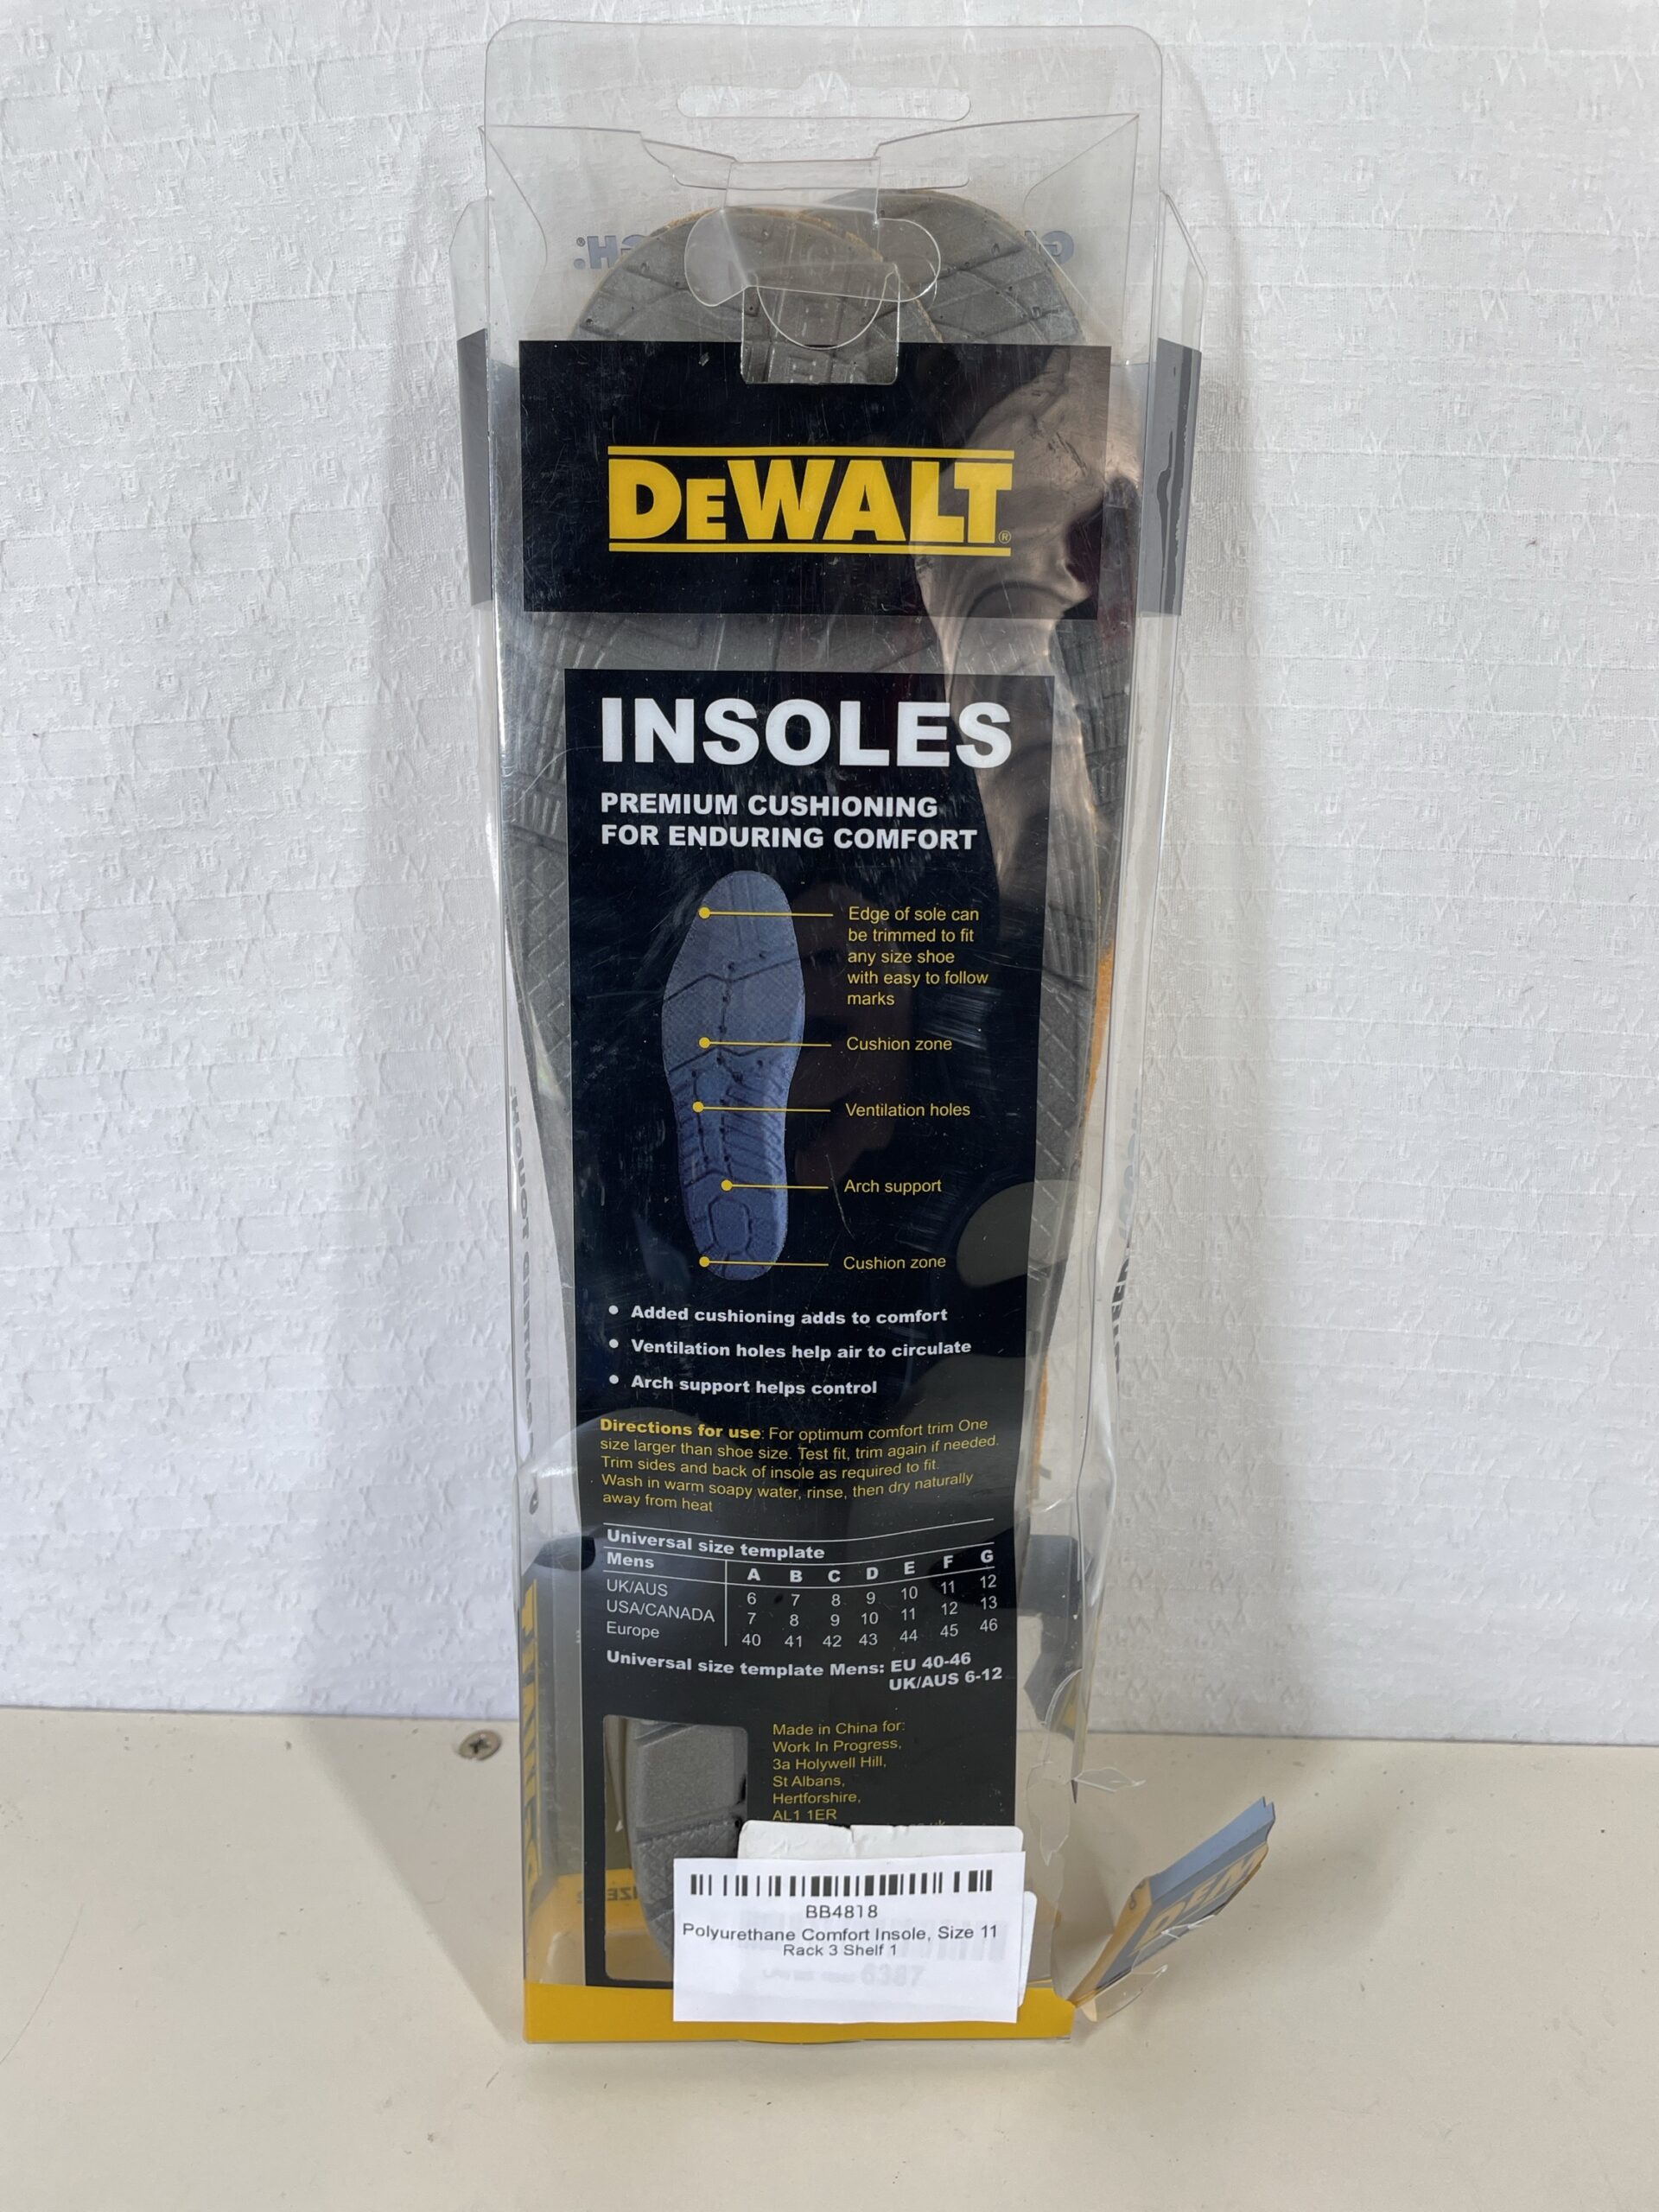 DEWALT®
INSOLES
PREMIUM CUSHIONING
FOR ENDURING COMFORT
Edge of sole can
be trimmed to fit
any size shoe
with easy to follow
marks
Cushion zone
Ventilation holes
Arch support
Cushion zone
• Added cushioning adds to comfort
• Ventilation holes help air to circulate
• Arch support helps control
Directions for use: For optimum comfort trim One
size larger than shoe size. Test fit, trim again if needed.
Trim sides and back of insole as required to fit.
Wash in warm soapy water, rinse, then dry naturally
away from heat
Universal size template
Mens A B C D E F G
UK/AUS 6 7 8 9 10 11 12
USA/CANADA 7 8 9 10 11 12 13
Europe 40 41 42 43 44 45 46
Universal size template Mens: EU 40-46
UK/AUS 6-12
Made in China for:
Work In Progress,
3a Holywell Hill,
St Albans,
Hertforshire,
AL1 1ER
BB4818
Polyurethane Comfort Insole, Size 11
Rack 3 Shelf 1
6387